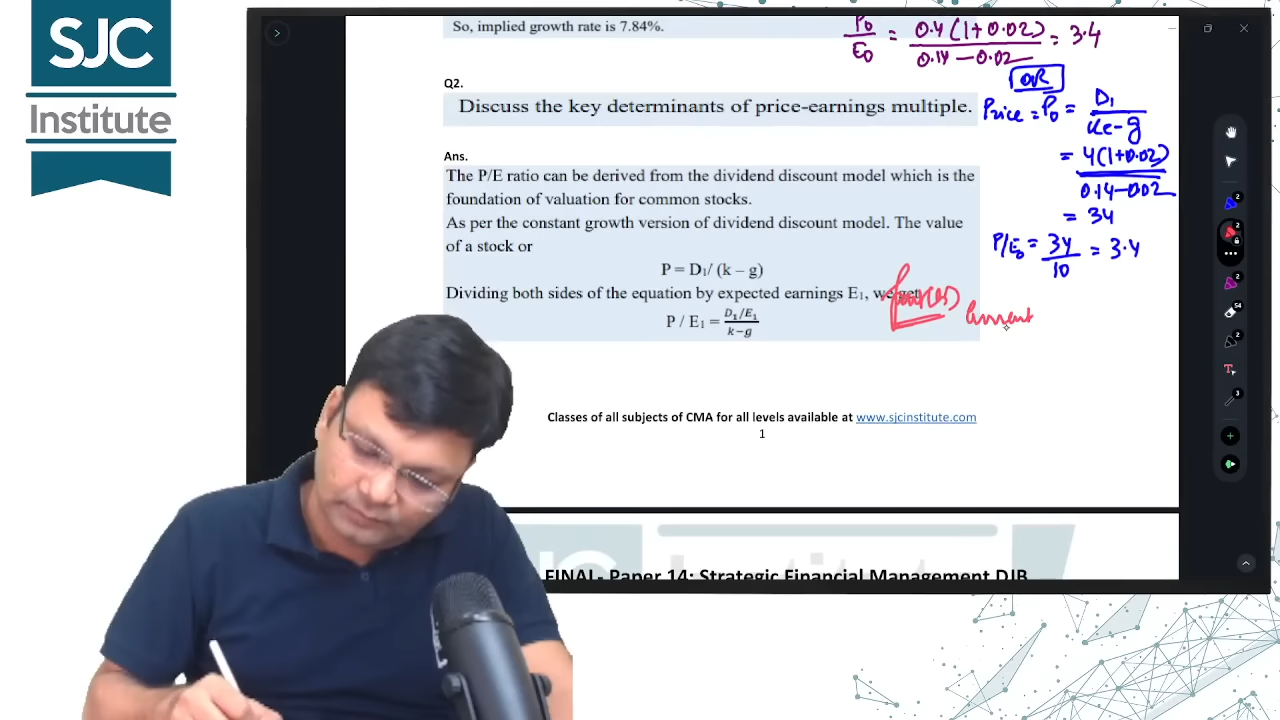 SJC
Institute
So, implied growth rate is 7.84%.
P0/E0 = 0.4(1+0.02)/0.14-0.02 = 3.4
Q2.
Discuss the key determinants of price-earnings multiple.
OR
Price = P0 = D1/Ke-g
= 4(1+0.02)/0.14-0.02
= 34
P/E0 = 34/10 = 3.4
Ans.
The P/E ratio can be derived from the dividend discount model which is the
foundation of valuation for common stocks.
As per the constant growth version of dividend discount model. The value
of a stock or
P = D1/ (k – g)
Dividing both sides of the equation by expected earnings E1, we get
P / E1 = D1/E1/k-g
Current
Classes of all subjects of CMA for all levels available at www.sjcinstitute.com
1
FINAL- Paper 14: Strategic Financial Management DJB